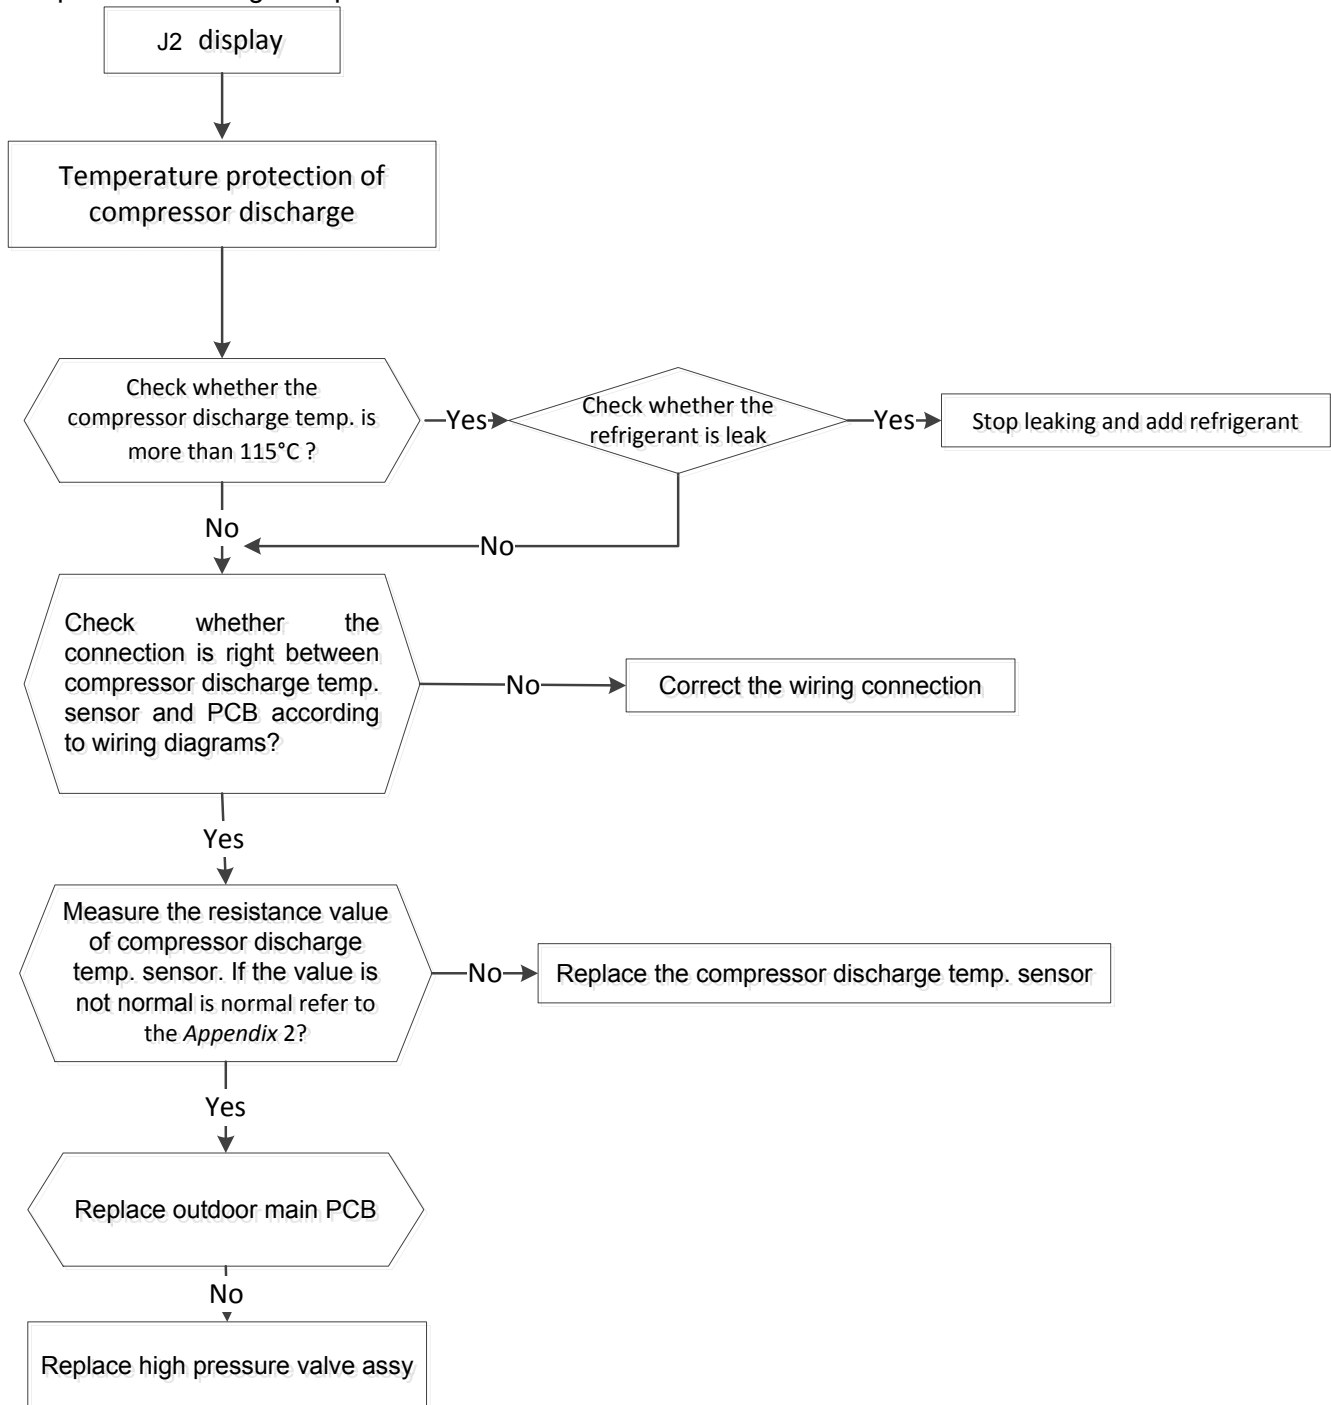 J2 display
Temperature protection of
compressor discharge
Check whether the
compressor discharge temp. is
more than 115°C ?
Yes
Check whether the
refrigerant is leak
Yes
Stop leaking and add refrigerant
No
No
Check whether the
connection is right between
compressor discharge temp.
sensor and PCB according
to wiring diagrams?
No
Correct the wiring connection
Yes
Measure the resistance value
of compressor discharge
temp. sensor. If the value is
not normal is normal refer to
the Appendix 2?
No
Replace the compressor discharge temp. sensor
Yes
Replace outdoor main PCB
No
Replace high pressure valve assy